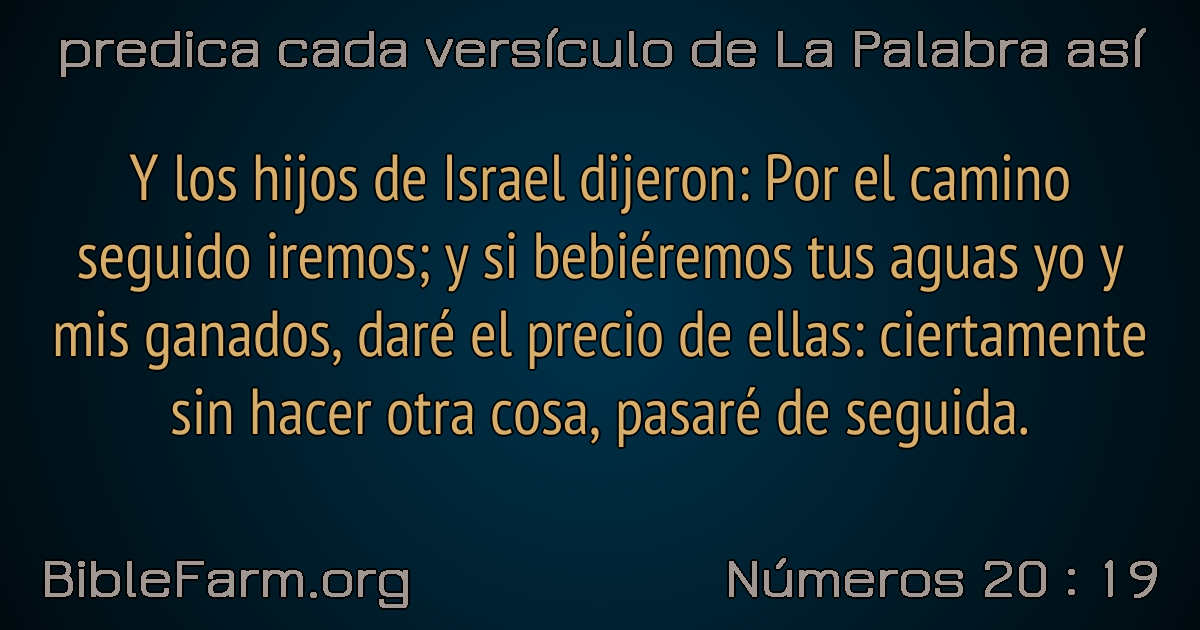 predica cada versículo de La Palabra así
Y los hijos de Israel dijeron: Por el camino
seguido iremos; y si bebiéremos tus aguas yo y
mis ganados, daré el precio de ellas: ciertamente
sin hacer otra cosa, pasaré de seguida.
BibleFarm.org
Números 20 : 19